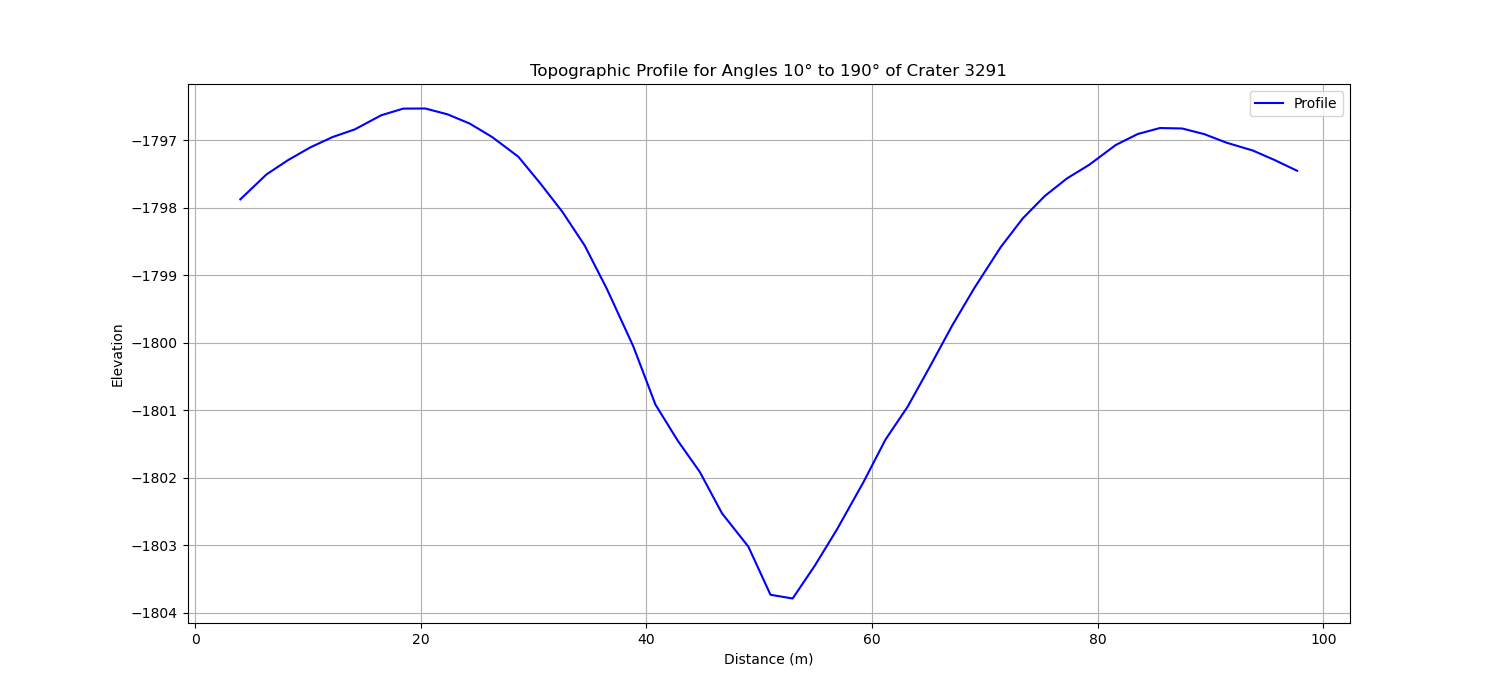 Topographic Profile for Angles 10° to 190° of Crater 3291
Profile
−1797
−1798
−1799
−1800
−1801
−1802
−1803
−1804
Elevation
0 20 40 60 80 100
Distance (m)